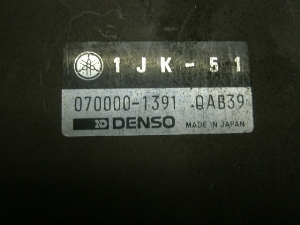 1JK-51
070000-1391 QAB39
DENSO MADE IN JAPAN